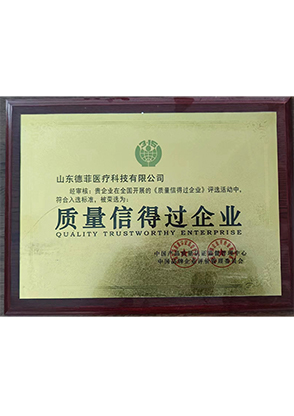 山东德菲医疗科技有限公司
经审核：贵企业在全国开展的《质量信得过企业》评选活动中，
符合入选标准，被荣选为：
质量信得过企业
QUALITY TRUSTWORTHY ENTERPRISE